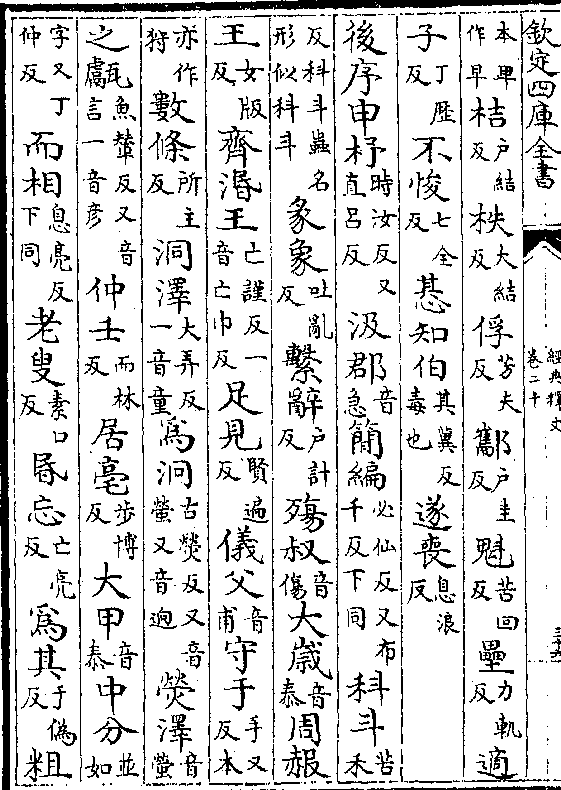 欽定四庫全書
經典釋文
卷二十
本作早桔户結反柣大結反俘芳夫反酅户圭反魁苦回反壘力軌反適
子丁歷反不悛七全反惎知伯其冀反毒也遂喪息浪反
後序申杼時汝反又直呂反汲郡音急簡編必仙反又布千反下同科斗苦禾
反科斗蟲名形似科斗彖象吐亂反繫辭户計反殤叔音傷大歲音泰周赧
王女版反齊湣王亡謹反一音亡巾反足見賢遍反儀父音甫守于手又反本
亦作狩數條所主反洞澤大弄反一音童爲泂古熒反又音螢又音迥熒澤音螢
之甗魚輦反又音言一音彦仲壬而林反居亳步博反大甲音泰中分並如
字又丁仲反而相息亮反下同老叟素口反昬忘亡亮反爲其于偽反粗